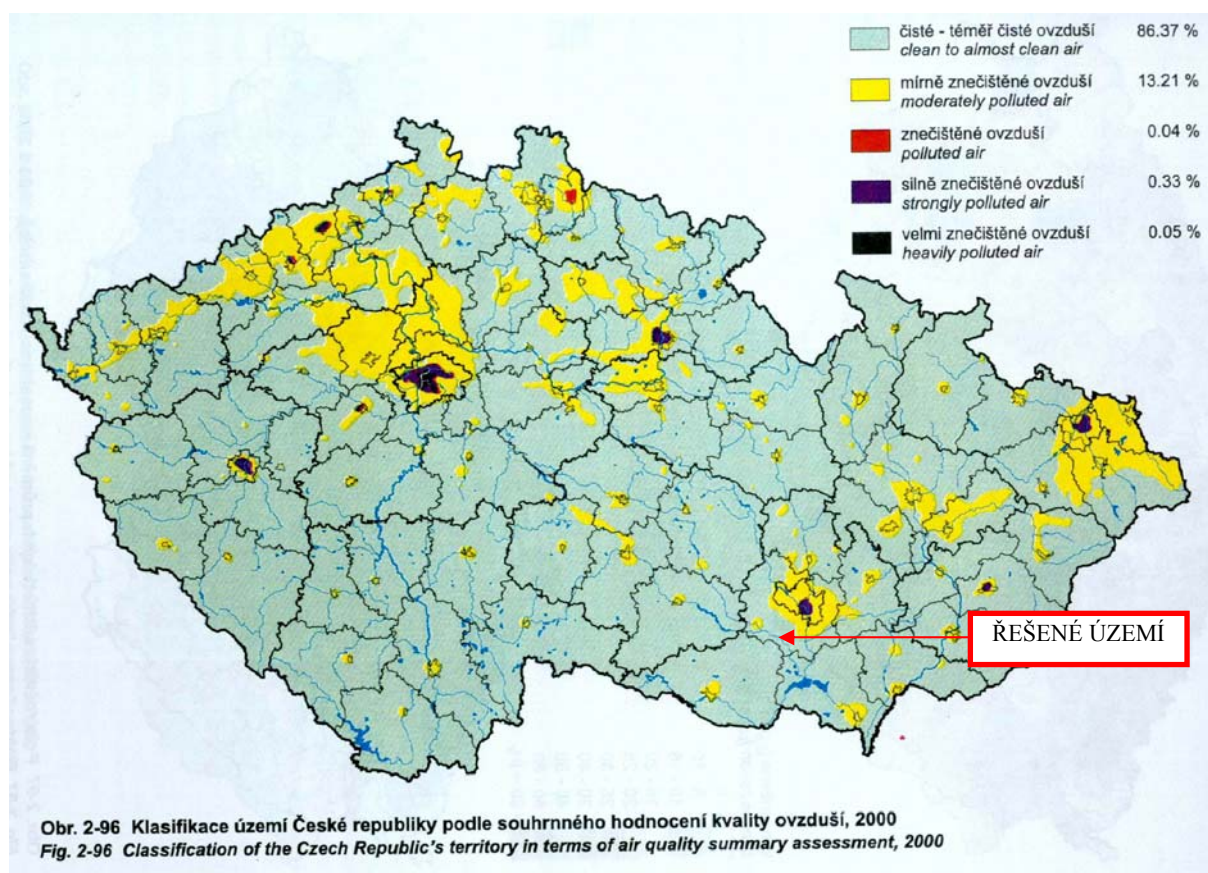 čisté - téměř čisté ovzduší 86.37 %
clean to almost clean air
mírně znečištěné ovzduší 13.21 %
moderately polluted air
znečištěné ovzduší 0.04 %
polluted air
silně znečištěné ovzduší 0.33 %
strongly polluted air
velmi znečištěné ovzduší 0.05 %
heavily polluted air
ŘEŠENÉ ÚZEMÍ
Obr. 2-96 Klasifikace území České republiky podle souhrnného hodnocení kvality ovzduší, 2000
Fig. 2-96 Classification of the Czech Republic's territory in terms of air quality summary assessment, 2000